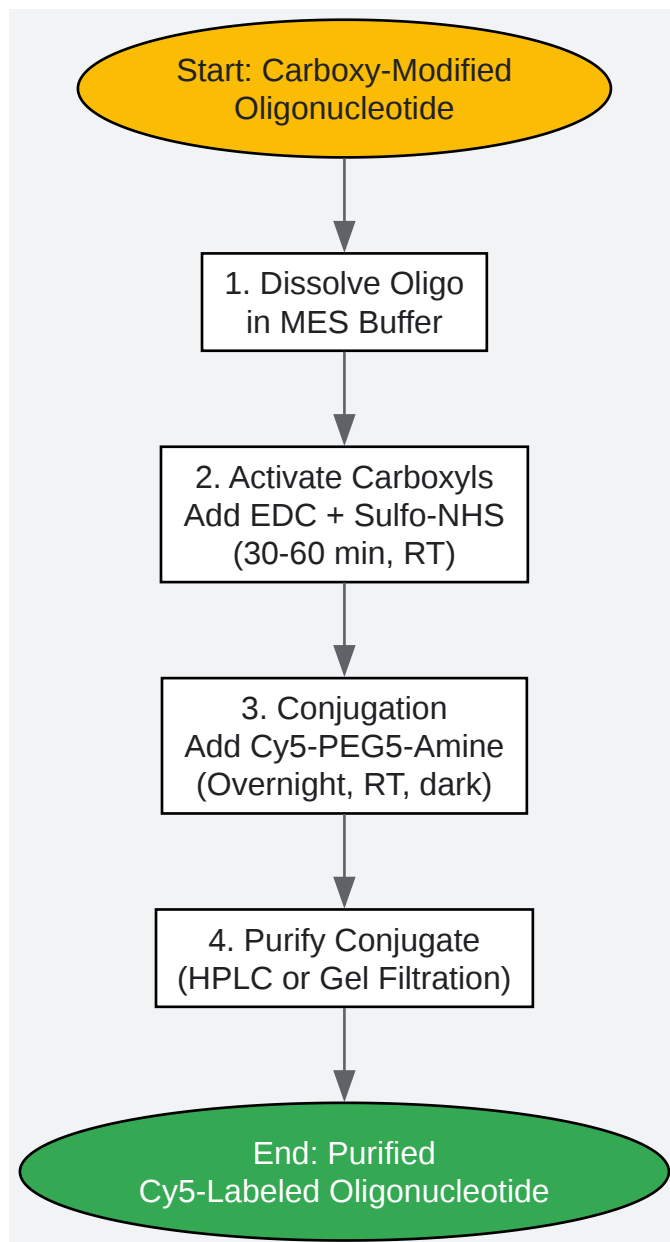 Start: Carboxy-Modified
Oligonucleotide
1. Dissolve Oligo
in MES Buffer
2. Activate Carboxyls
Add EDC + Sulfo-NHS
(30-60 min, RT)
3. Conjugation
Add Cy5-PEG5-Amine
(Overnight, RT, dark)
4. Purify Conjugate
(HPLC or Gel Filtration)
End: Purified
Cy5-Labeled Oligonucleotide